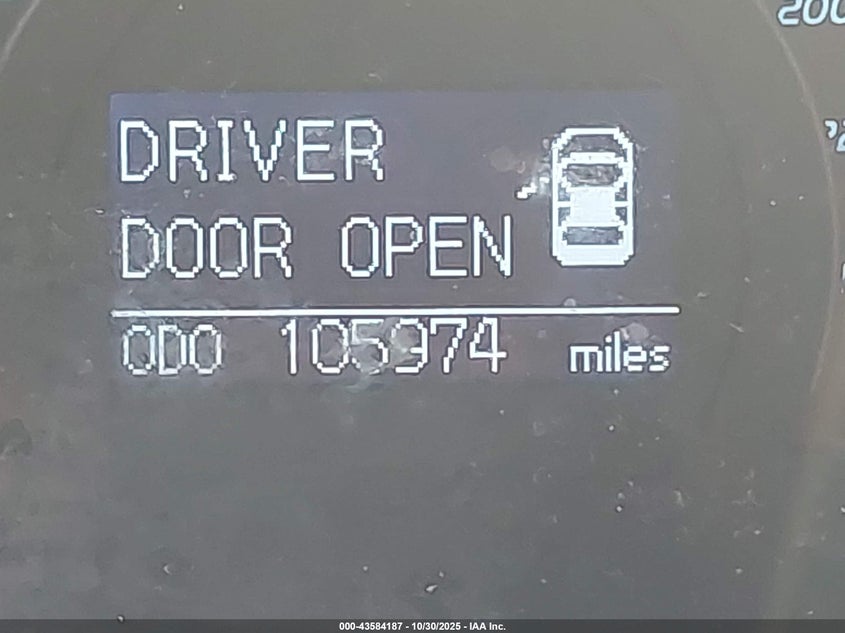 DRIVER
DOOR OPEN
ODO 105974 miles
000-43584187 - 10/30/2025 - IAA Inc.